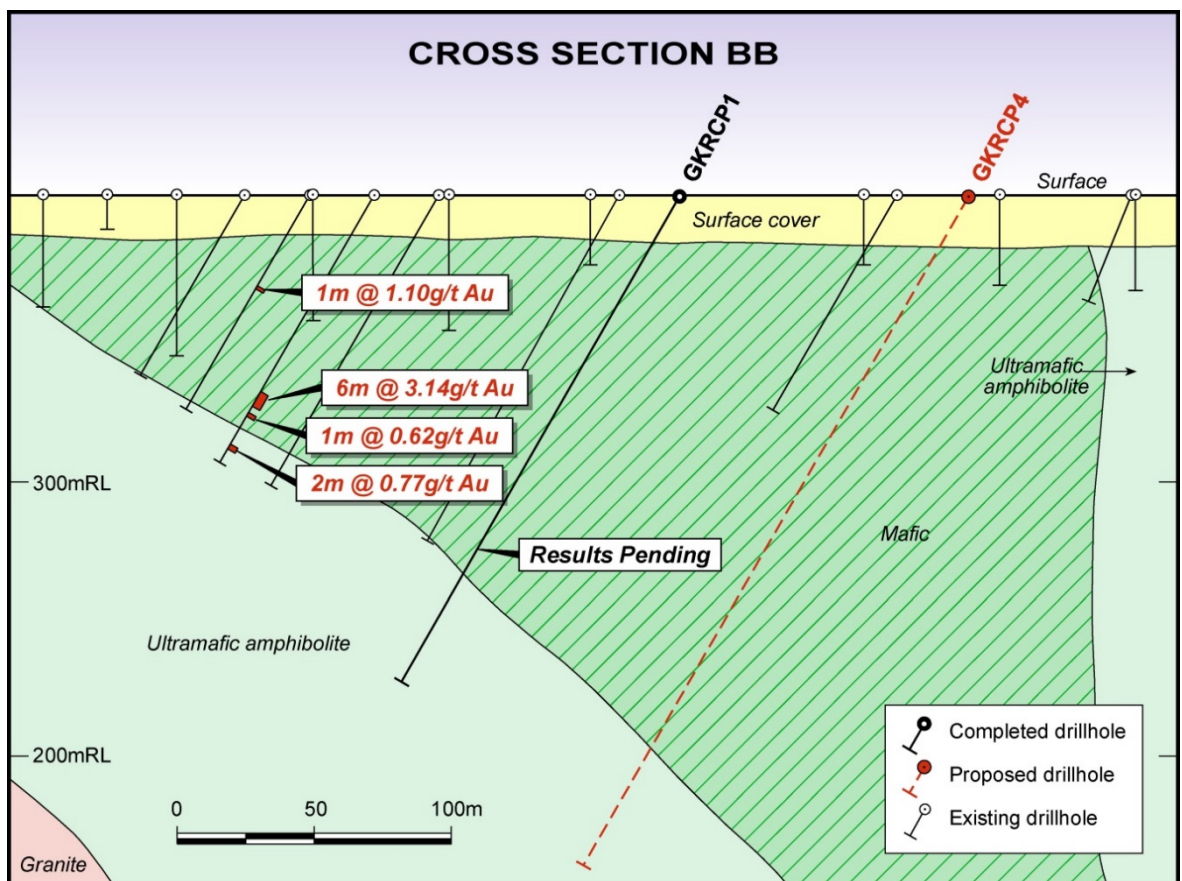 CROSS SECTION BB
GKRCP1
GKRCP4
Surface
Surface cover
1m @ 1.10g/t Au
Ultramafic
amphibolite
6m @ 3.14g/t Au
1m @ 0.62g/t Au
2m @ 0.77g/t Au
300mRL
Mafic
Results Pending
Ultramafic amphibolite
200mRL
Completed drillhole
Proposed drillhole
Existing drillhole
0 50 100m
Granite